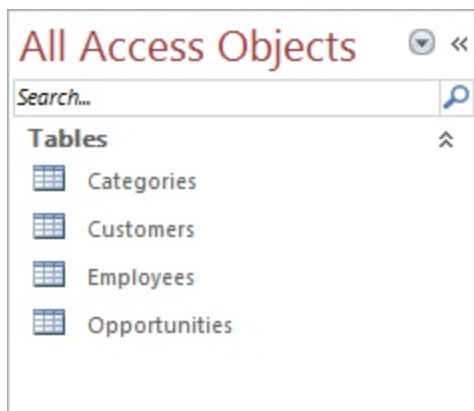 All Access Objects
Search...
Tables
Categories
Customers
Employees
Opportunities